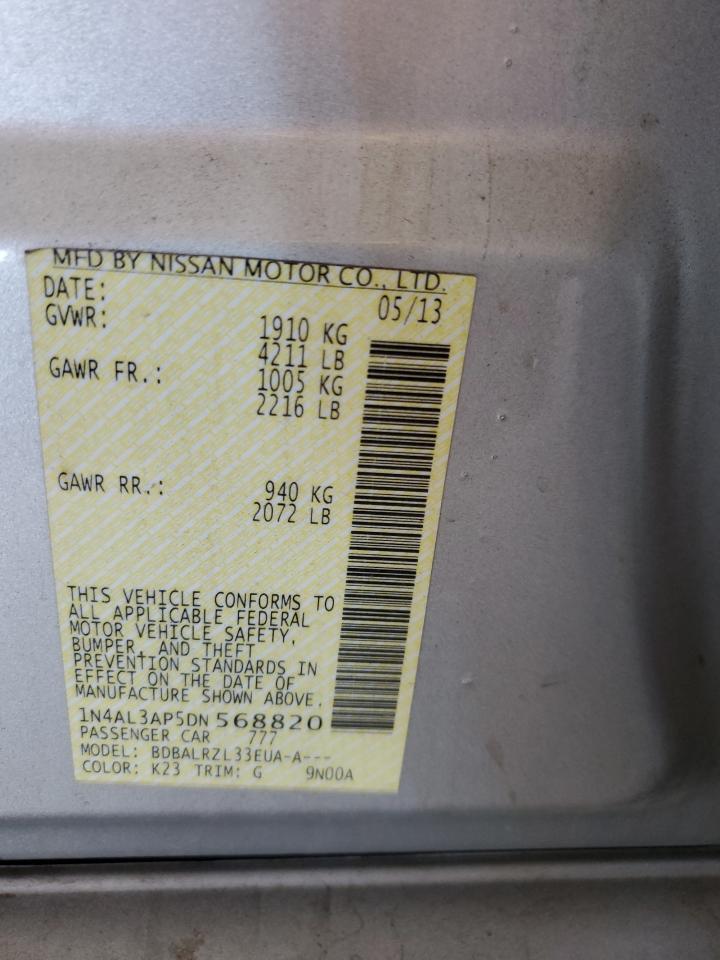 MFD BY NISSAN MOTOR CO., LTD.
DATE: 05/13
GVWR: 1910 KG
4211 LB
GAWR FR.: 1005 KG
2216 LB
GAWR RR.: 940 KG
2072 LB
THIS VEHICLE CONFORMS TO
ALL APPLICABLE FEDERAL
MOTOR VEHICLE SAFETY,
BUMPER, AND THEFT
PREVENTION STANDARDS IN
EFFECT ON THE DATE OF
MANUFACTURE SHOWN ABOVE.
1N4AL3AP5DN 568820
PASSENGER CAR 777
MODEL: BDBALRZL33EUA-A---
COLOR: K23 TRIM: G 9N00A